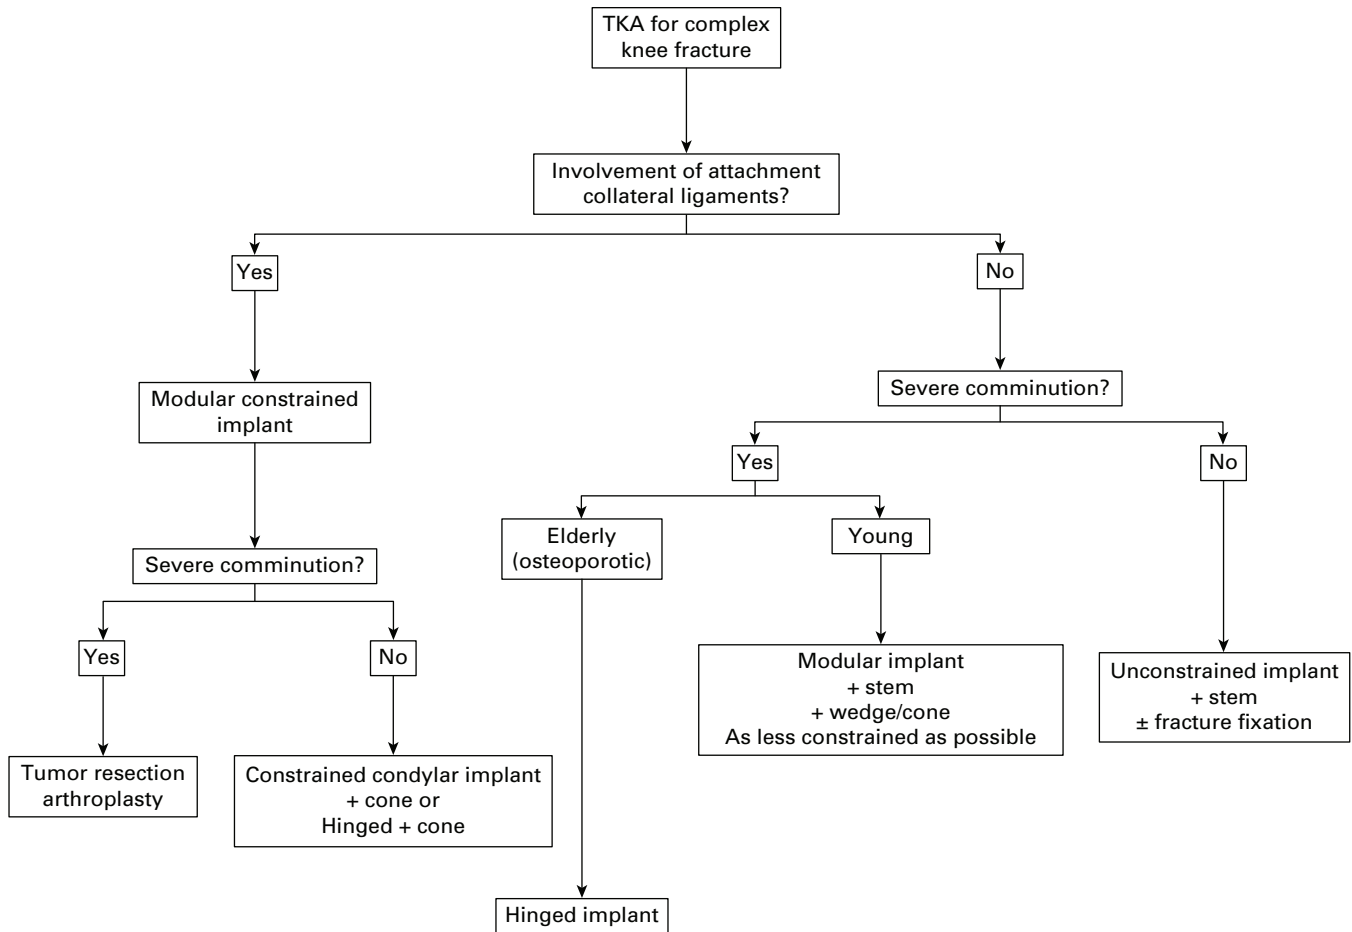 TKA for complex
knee fracture
Involvement of attachment
collateral ligaments?
Yes
No
Modular constrained
implant
Severe comminution?
Severe comminution?
Yes
No
Elderly
(osteoporotic)
Young
Yes
No
Modular implant
+ stem
+ wedge/cone
As less constrained as possible
Unconstrained implant
+ stem
± fracture fixation
Tumor resection
arthroplasty
Constrained condylar implant
+ cone or
Hinged + cone
Hinged implant